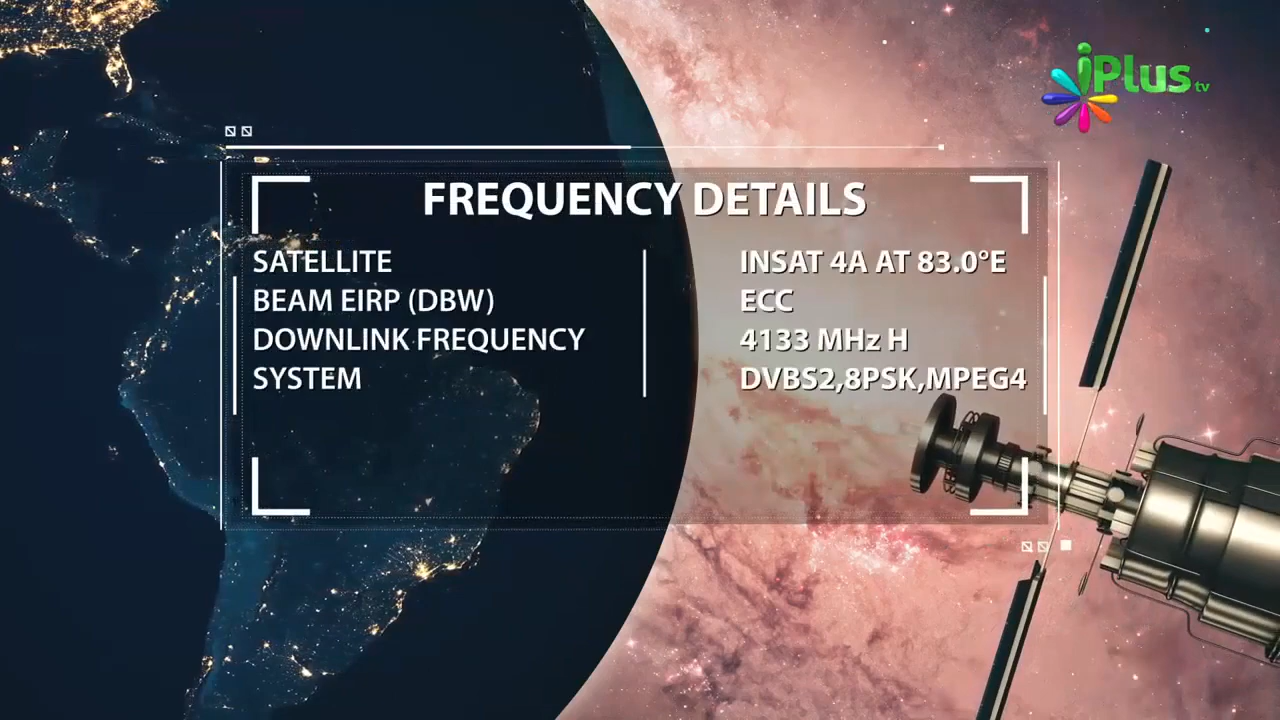 iPlus tv
FREQUENCY DETAILS
SATELLITE INSAT 4A AT 83.0°E
BEAM EIRP (DBW) ECC
DOWNLINK FREQUENCY 4133 MHz H
SYSTEM DVBS2,8PSK,MPEG4